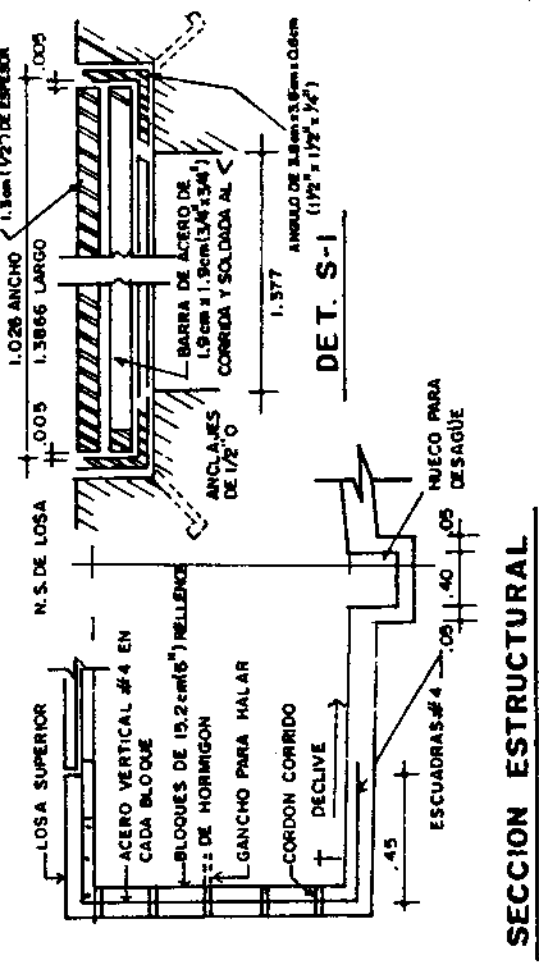 1.3cm (1/2") DE ESPESOR
1.026 ANCHO
.005
1.3866 LARGO
.005
BARRA DE ACERO DE
1.9cm x 1.9cm (3/4" x 3/4")
CORRIDA Y SOLDADA AL <
ANCLAJES
DE 1/2" O
1.377
ANGULO DE 3.8cm x 3.8cm x 0.6cm
(1 1/2" x 1 1/2" x 1/4")
DET. S-1
N.S. DE LOSA
LOSA SUPERIOR
ACERO VERTICAL #4 EN
CADA BLOQUE
BLOQUES DE 15.2cm(6") RELLENOS
DE HORMIGON
GANCHO PARA HALAR
CORDON CORRIDO
DECLIVE
.45
ESCUADRAS #4
.05
.40
.05
HUECO PARA
DESAGÜE
SECCION ESTRUCTURAL